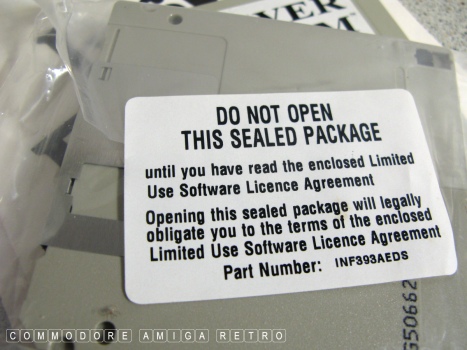 VER
DO NOT OPEN
THIS SEALED PACKAGE
until you have read the enclosed Limited
Use Software Licence Agreement
Opening this sealed package will legally
obligate you to the terms of the enclosed
Limited Use Software Licence Agreement
Part Number: INF393AEDS
G50662
COMMODORE AMIGA RETRO